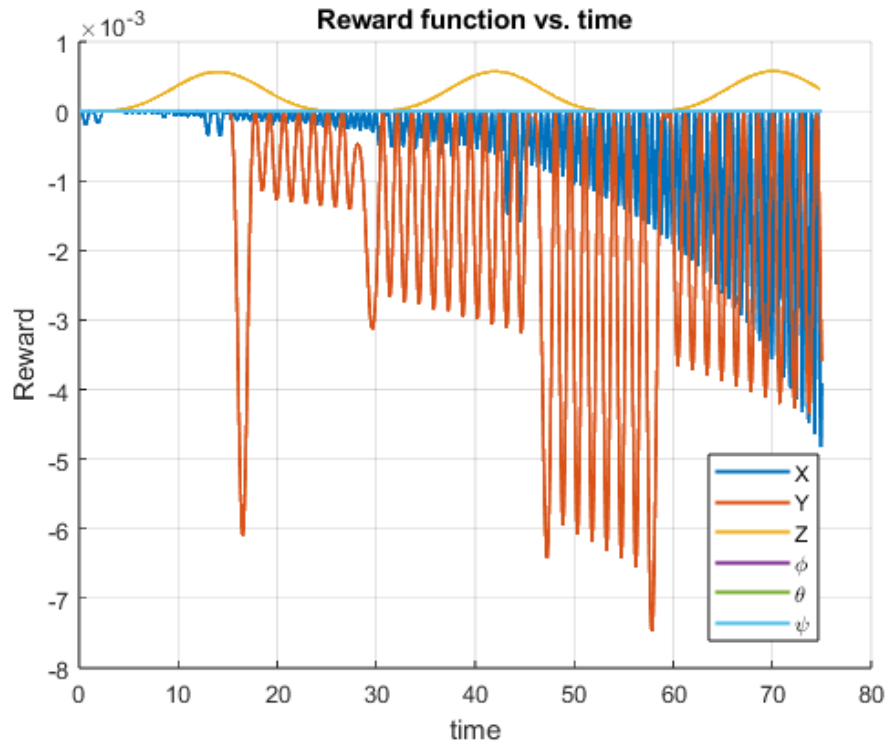 Reward function vs. time
×10⁻³
1
0
-1
-2
-3
-4
-5
-6
-7
-8
Reward
0 10 20 30 40 50 60 70 80
time
X
Y
Z
ϕ
θ
ψ